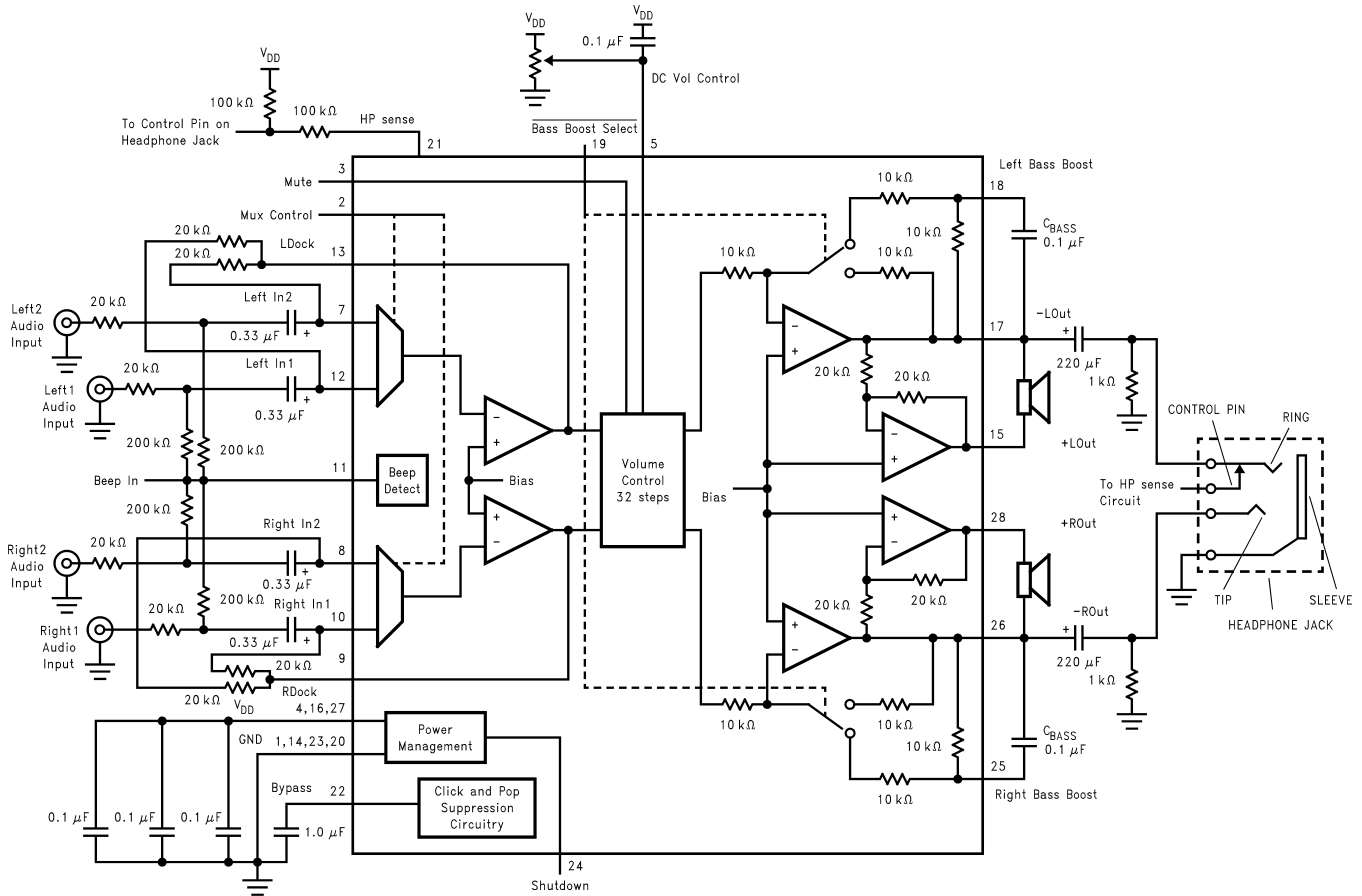 V_DD
V_DD
0.1 µF
DC Vol Control
V_DD
100 kΩ
100 kΩ
HP sense
To Control Pin on
Headphone Jack
21
Bass Boost Select
19
5
Left Bass Boost
18
3
Mute
2
Mux Control
10 kΩ
C_BASS
0.1 µF
10 kΩ
20 kΩ
LDock
20 kΩ
13
10 kΩ
10 kΩ
Left In2
20 kΩ
Left2
Audio
Input
0.33 µF
+
7
−
+
17
−LOut
+
220 µF
1 kΩ
Left In1
20 kΩ
12
Left1
Audio
Input
0.33 µF
+
20 kΩ
20 kΩ
−
+
15
+LOut
CONTROL PIN
RING
−
+
Volume
Control
32 steps
200 kΩ
200 kΩ
11
Beep In
Beep
Detect
Bias
Bias
To HP sense
Circuit
200 kΩ
+
−
+
−
28
+ROut
Right In2
20 kΩ
Right2
Audio
Input
8
0.33 µF
+
20 kΩ
20 kΩ
TIP
SLEEVE
HEADPHONE JACK
200 kΩ
Right In1
20 kΩ
10
Right1
Audio
Input
0.33 µF
+
+
−
26
−ROut
+
220 µF
1 kΩ
9
20 kΩ
20 kΩ
RDock
10 kΩ
10 kΩ
10 kΩ
C_BASS
0.1 µF
V_DD
4,16,27
GND
1,14,23,20
Power
Management
25
10 kΩ
Right Bass Boost
Bypass
22
Click and Pop
Suppression
Circuitry
0.1 µF
0.1 µF
0.1 µF
1.0 µF
24
Shutdown